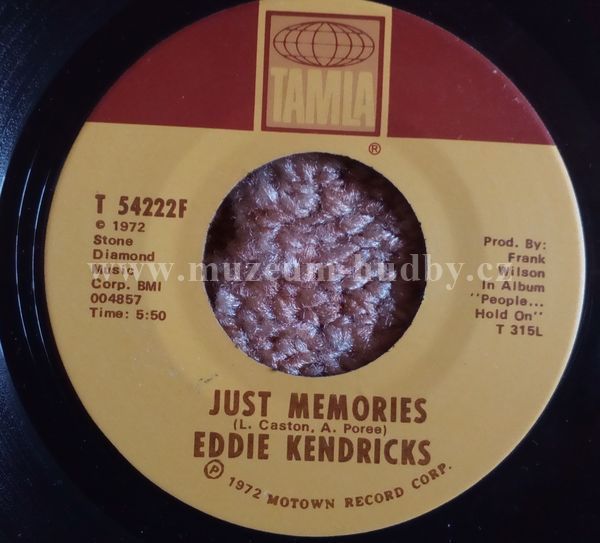 TAMLA
®
T 54222F
© 1972
Stone
Diamond
Music
Corp. BMI
004857
Time: 5:50
Prod. By:
Frank
Wilson
In Album
"People...
Hold On"
T 315L
www.muzeum-hudby.cz
JUST MEMORIES
(L. Caston, A. Poree)
EDDIE KENDRICKS
℗ 1972 MOTOWN RECORD CORP.